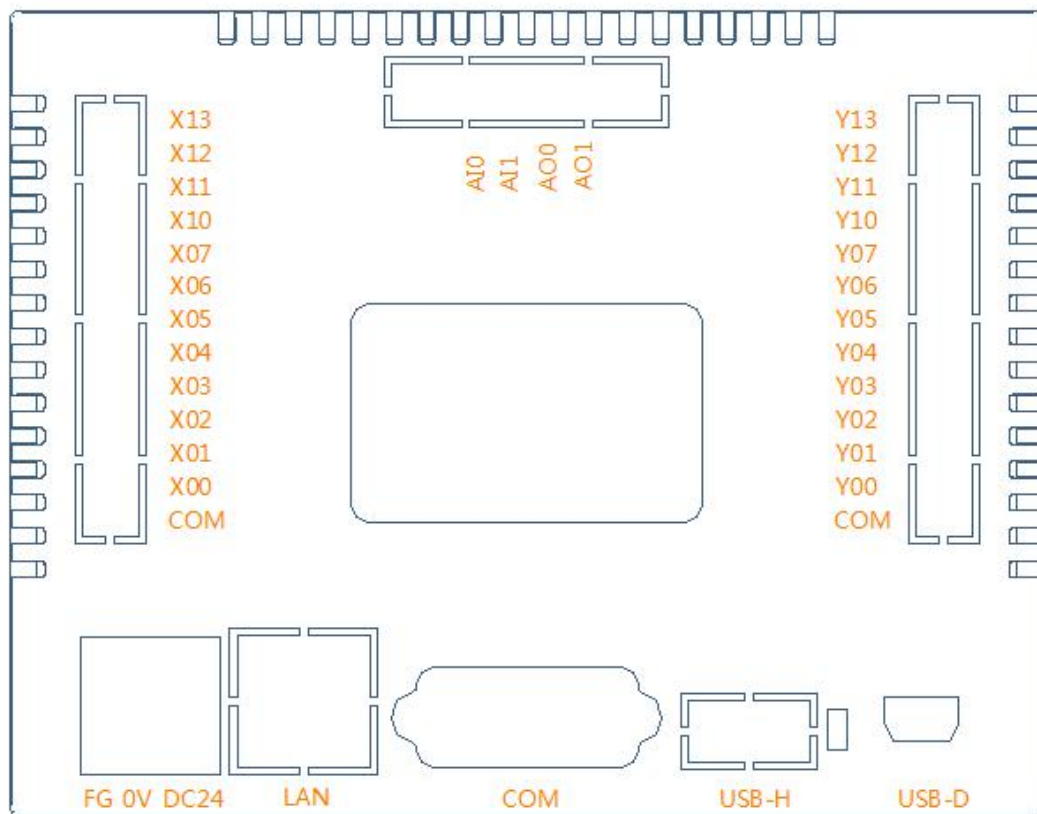 AI0 AI1 AO0 AO1
X13
X12
X11
X10
X07
X06
X05
X04
X03
X02
X01
X00
COM
Y13
Y12
Y11
Y10
Y07
Y06
Y05
Y04
Y03
Y02
Y01
Y00
COM
FG 0V DC24 LAN COM USB-H USB-D